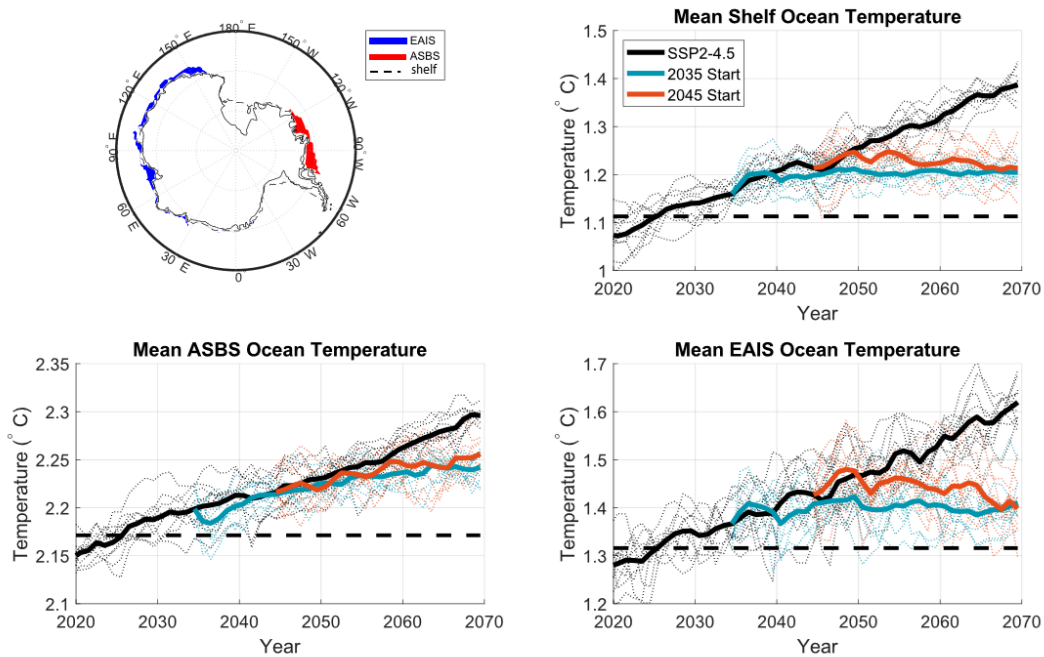 180° E
150° E
120° E
90° E
60° E
30° E
0
30° W
60° W
90° W
120° W
150° W
EAIS
ASBS
shelf
Mean Shelf Ocean Temperature
Temperature (° C)
1.5
1.4
1.3
1.2
1.1
1
SSP2-4.5
2035 Start
2045 Start
2020
2030
2040
2050
2060
2070
Year
Mean ASBS Ocean Temperature
Temperature (° C)
2.35
2.3
2.25
2.2
2.15
2.1
2020
2030
2040
2050
2060
2070
Year
Mean EAIS Ocean Temperature
Temperature (° C)
1.7
1.6
1.5
1.4
1.3
1.2
2020
2030
2040
2050
2060
2070
Year